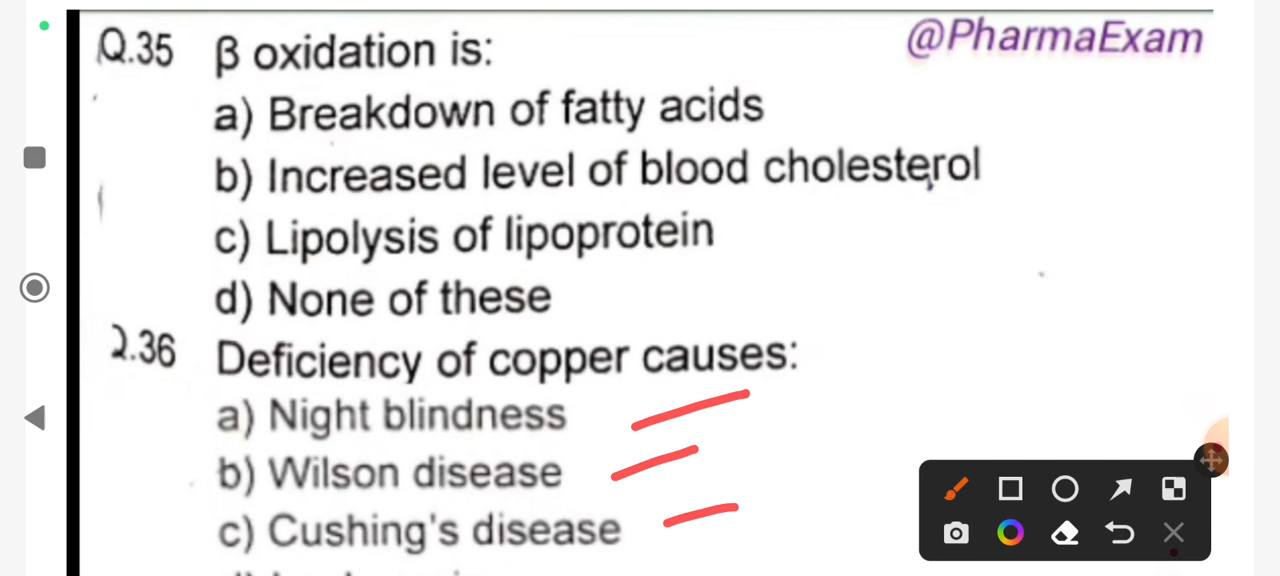 @PharmaExam
Q.35 β oxidation is:
a) Breakdown of fatty acids
b) Increased level of blood cholesterol
c) Lipolysis of lipoprotein
d) None of these
2.36 Deficiency of copper causes:
a) Night blindness
b) Wilson disease
c) Cushing's disease